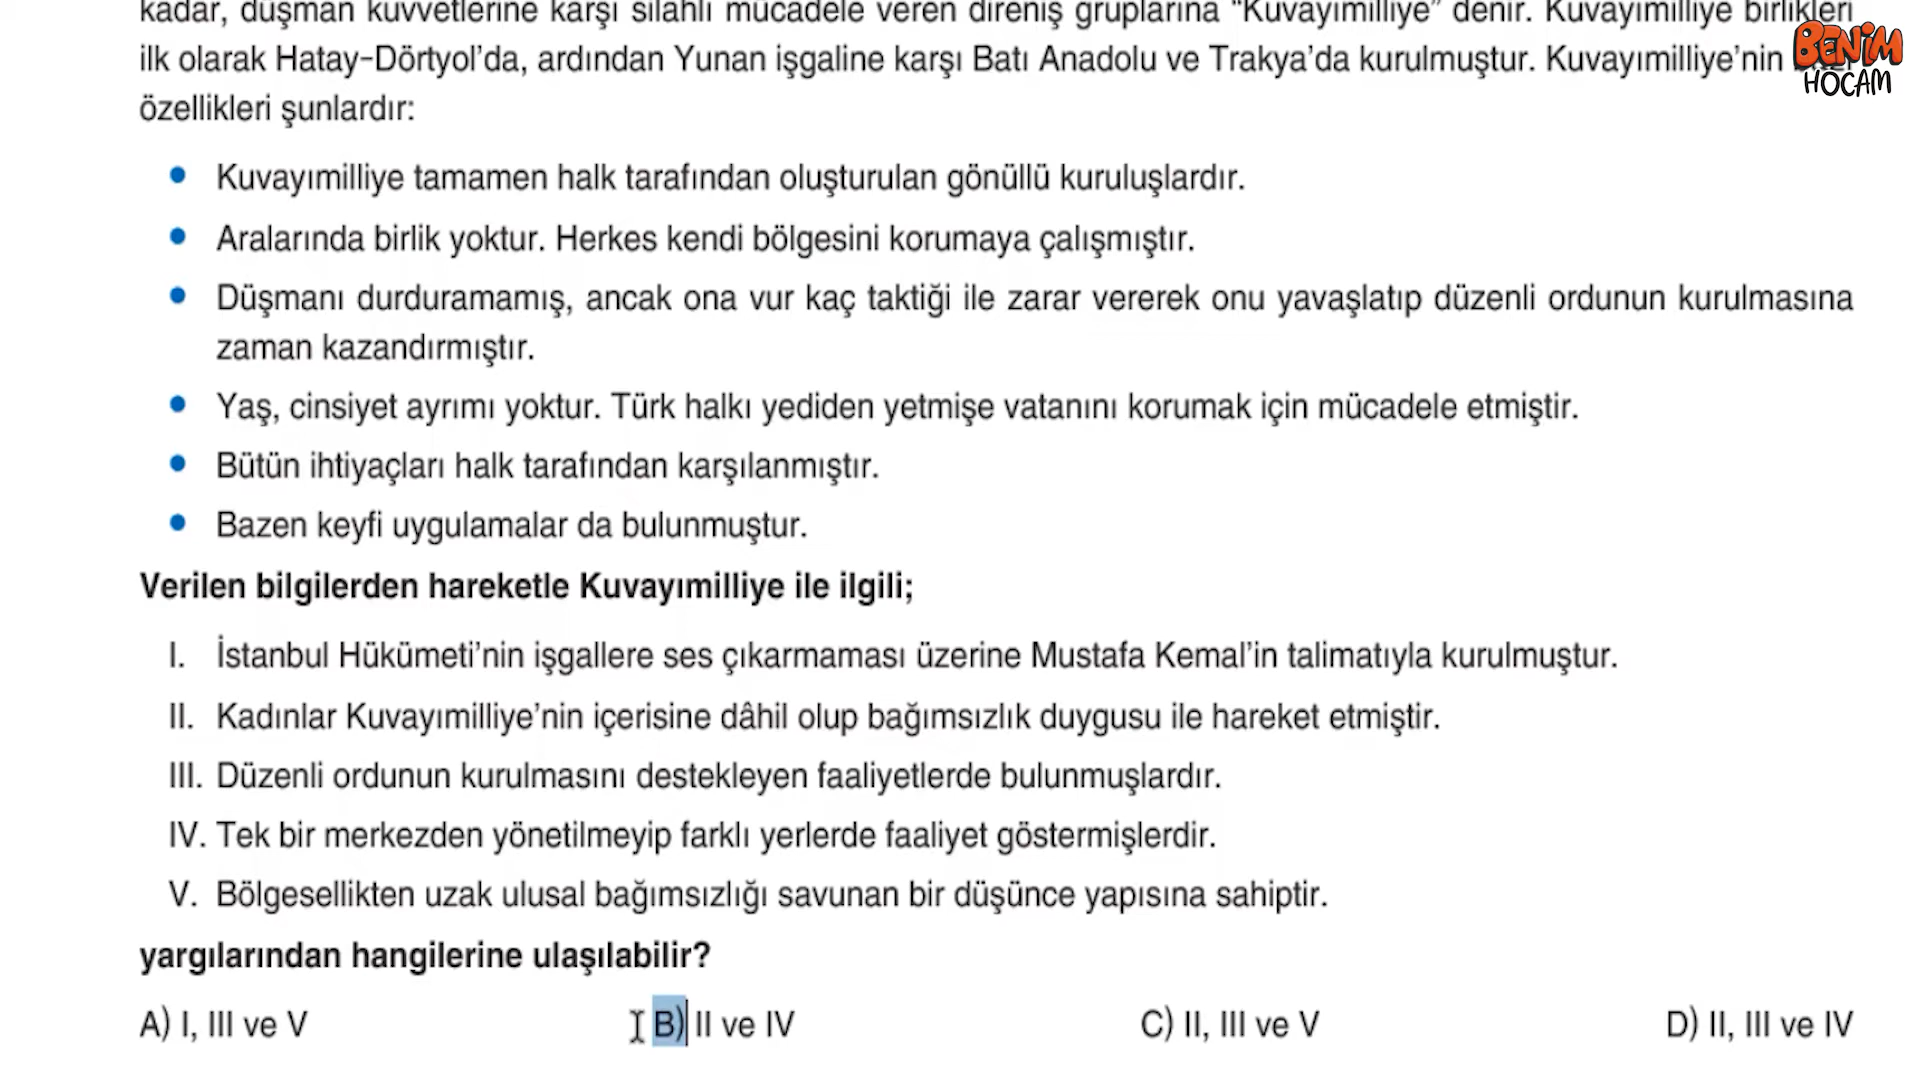 kadar, düşman kuvvetlerine karşı silahlı mücadele veren direniş gruplarına “Kuvayımilliye” denir. Kuvayımilliye birlikleri
ilk olarak Hatay-Dörtyol’da, ardından Yunan işgaline karşı Batı Anadolu ve Trakya’da kurulmuştur. Kuvayımilliye’nin
BENİM
HOCAM
özellikleri şunlardır:
• Kuvayımilliye tamamen halk tarafından oluşturulan gönüllü kuruluşlardır.
• Aralarında birlik yoktur. Herkes kendi bölgesini korumaya çalışmıştır.
• Düşmanı durduramamış, ancak ona vur kaç taktiği ile zarar vererek onu yavaşlatıp düzenli ordunun kurulmasına
zaman kazandırmıştır.
• Yaş, cinsiyet ayrımı yoktur. Türk halkı yediden yetmişe vatanını korumak için mücadele etmiştir.
• Bütün ihtiyaçları halk tarafından karşılanmıştır.
• Bazen keyfi uygulamalar da bulunmuştur.
Verilen bilgilerden hareketle Kuvayımilliye ile ilgili;
I. İstanbul Hükümeti’nin işgallere ses çıkarmaması üzerine Mustafa Kemal’in talimatıyla kurulmuştur.
II. Kadınlar Kuvayımilliye’nin içerisine dâhil olup bağımsızlık duygusu ile hareket etmiştir.
III. Düzenli ordunun kurulmasını destekleyen faaliyetlerde bulunmuşlardır.
IV. Tek bir merkezden yönetilmeyip farklı yerlerde faaliyet göstermişlerdir.
V. Bölgesellikten uzak ulusal bağımsızlığı savunan bir düşünce yapısına sahiptir.
yargılarından hangilerine ulaşılabilir?
A) I, III ve V B) II ve IV C) II, III ve V D) II, III ve IV